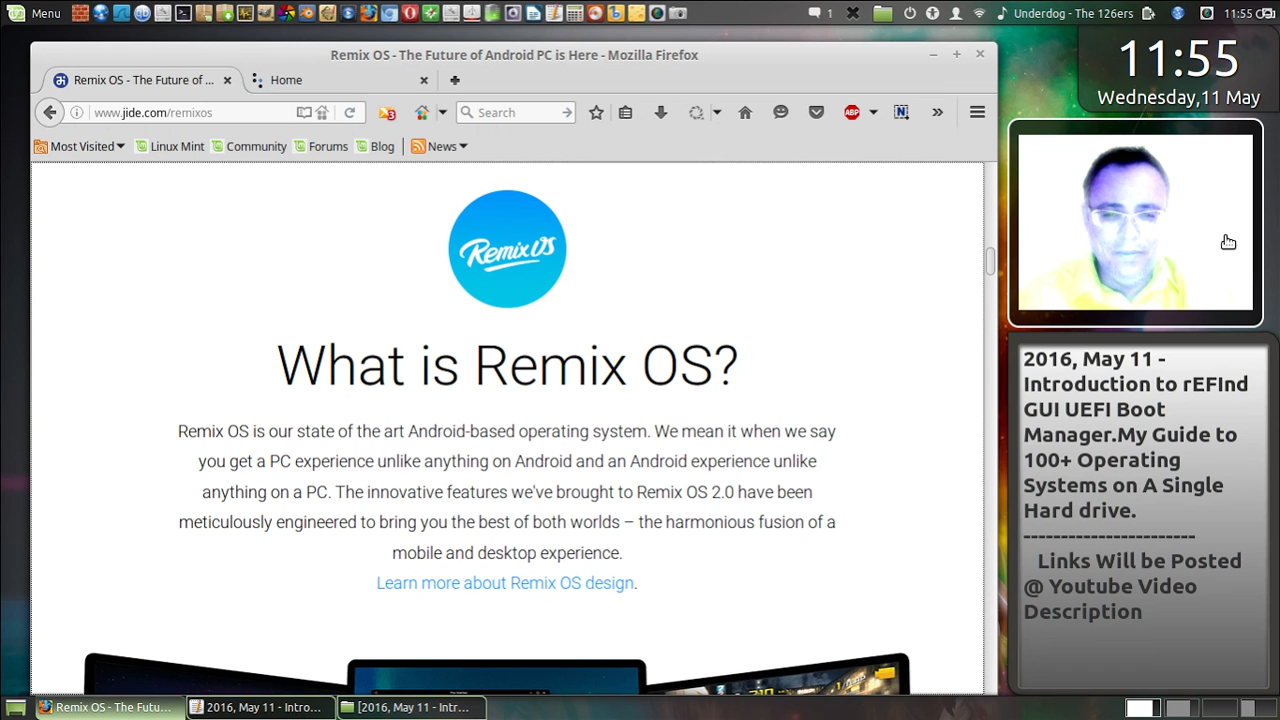 Menu
1
Underdog - The 126ers
11:55
Remix OS - The Future of Android PC is Here - Mozilla Firefox
Remix OS - The Future of ...
Home
www.jide.com/remixos
Search
3
ABP
Most Visited
Linux Mint
Community
Forums
Blog
News
Remix OS
What is Remix OS?
Remix OS is our state of the art Android-based operating system. We mean it when we say
you get a PC experience unlike anything on Android and an Android experience unlike
anything on a PC. The innovative features we've brought to Remix OS 2.0 have been
meticulously engineered to bring you the best of both worlds – the harmonious fusion of a
mobile and desktop experience.
Learn more about Remix OS design.
11:55
Wednesday,11 May
2016, May 11 -
Introduction to rEFInd
GUI UEFI Boot
Manager.My Guide to
100+ Operating
Systems on A Single
Hard drive.
-----------------------
Links Will be Posted
@ Youtube Video
Description
Remix OS - The Futu...
2016, May 11 - Intro...
[2016, May 11 - Intr...